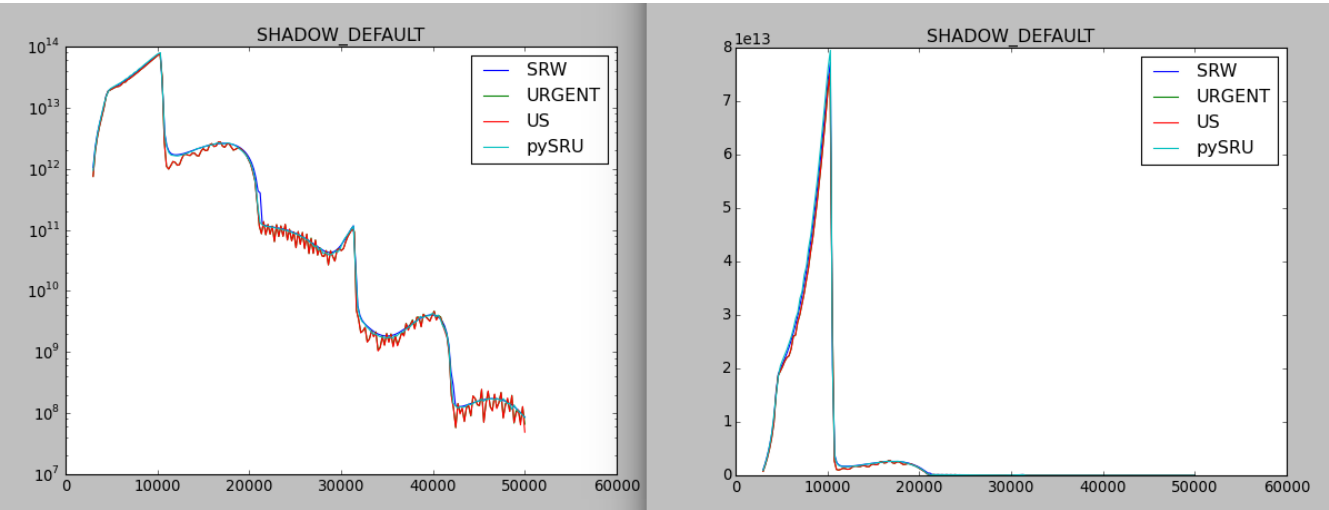 SHADOW_DEFAULT
10^14
10^13
10^12
10^11
10^10
10^9
10^8
10^7
0 10000 20000 30000 40000 50000 60000
SRW
URGENT
US
pySRU
SHADOW_DEFAULT
1e13
8
7
6
5
4
3
2
1
0
0 10000 20000 30000 40000 50000 60000
SRW
URGENT
US
pySRU